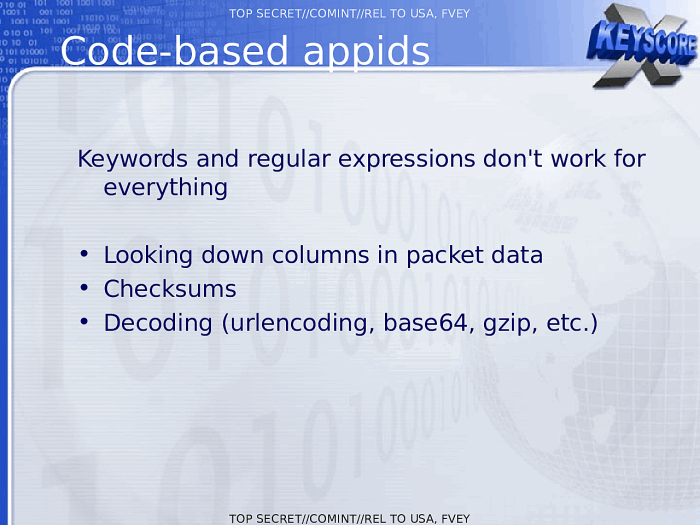 TOP SECRET//COMINT//REL TO USA, FVEY
Code-based appids
X
KEYSCORE
Keywords and regular expressions don't work for
everything
• Looking down columns in packet data
• Checksums
• Decoding (urlencoding, base64, gzip, etc.)
TOP SECRET//COMINT//REL TO USA, FVEY